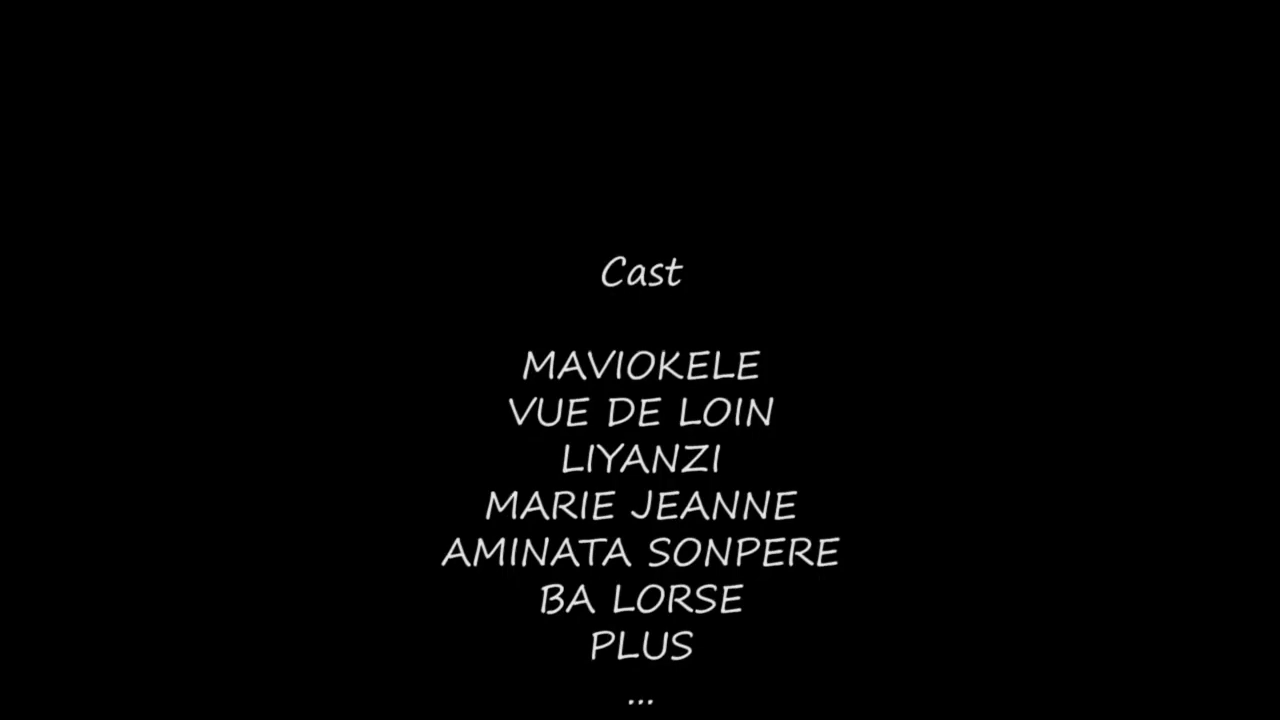 Cast
MAVIOKELE
VUE DE LOIN
LIYANZI
MARIE JEANNE
AMINATA SONPERE
BA LORSE
PLUS
...